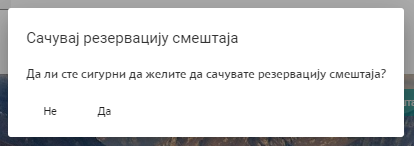 Сачувај резервацију смештаја
Да ли сте сигурни да желите да сачувате резервацију смештаја?
Не Да